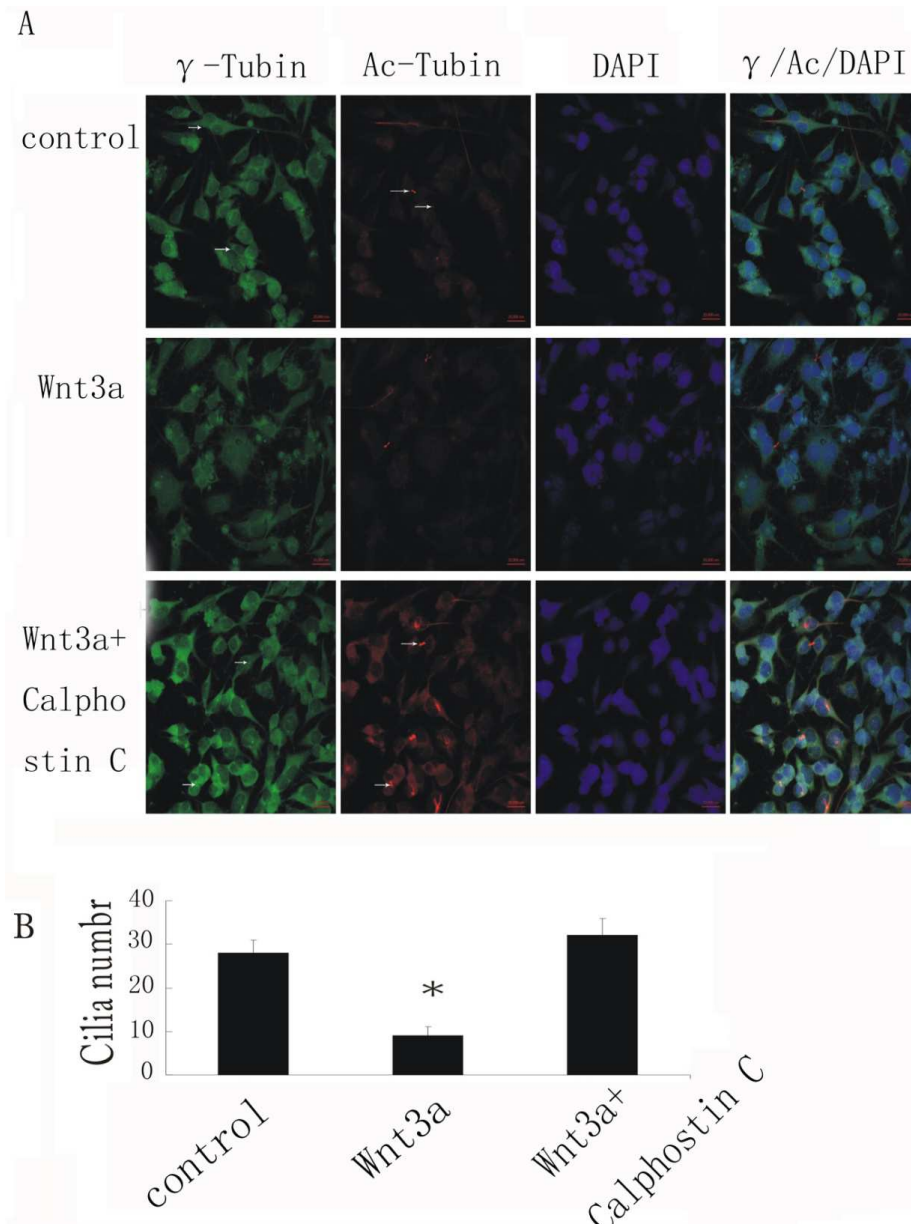 A
γ-Tubin Ac-Tubin DAPI γ/Ac/DAPI
control
Wnt3a
Wnt3a+
Calpho
stin C
B
Cilia numbr
40
30
20
10
0
*
control
Wnt3a
Wnt3a+
Calphostin C